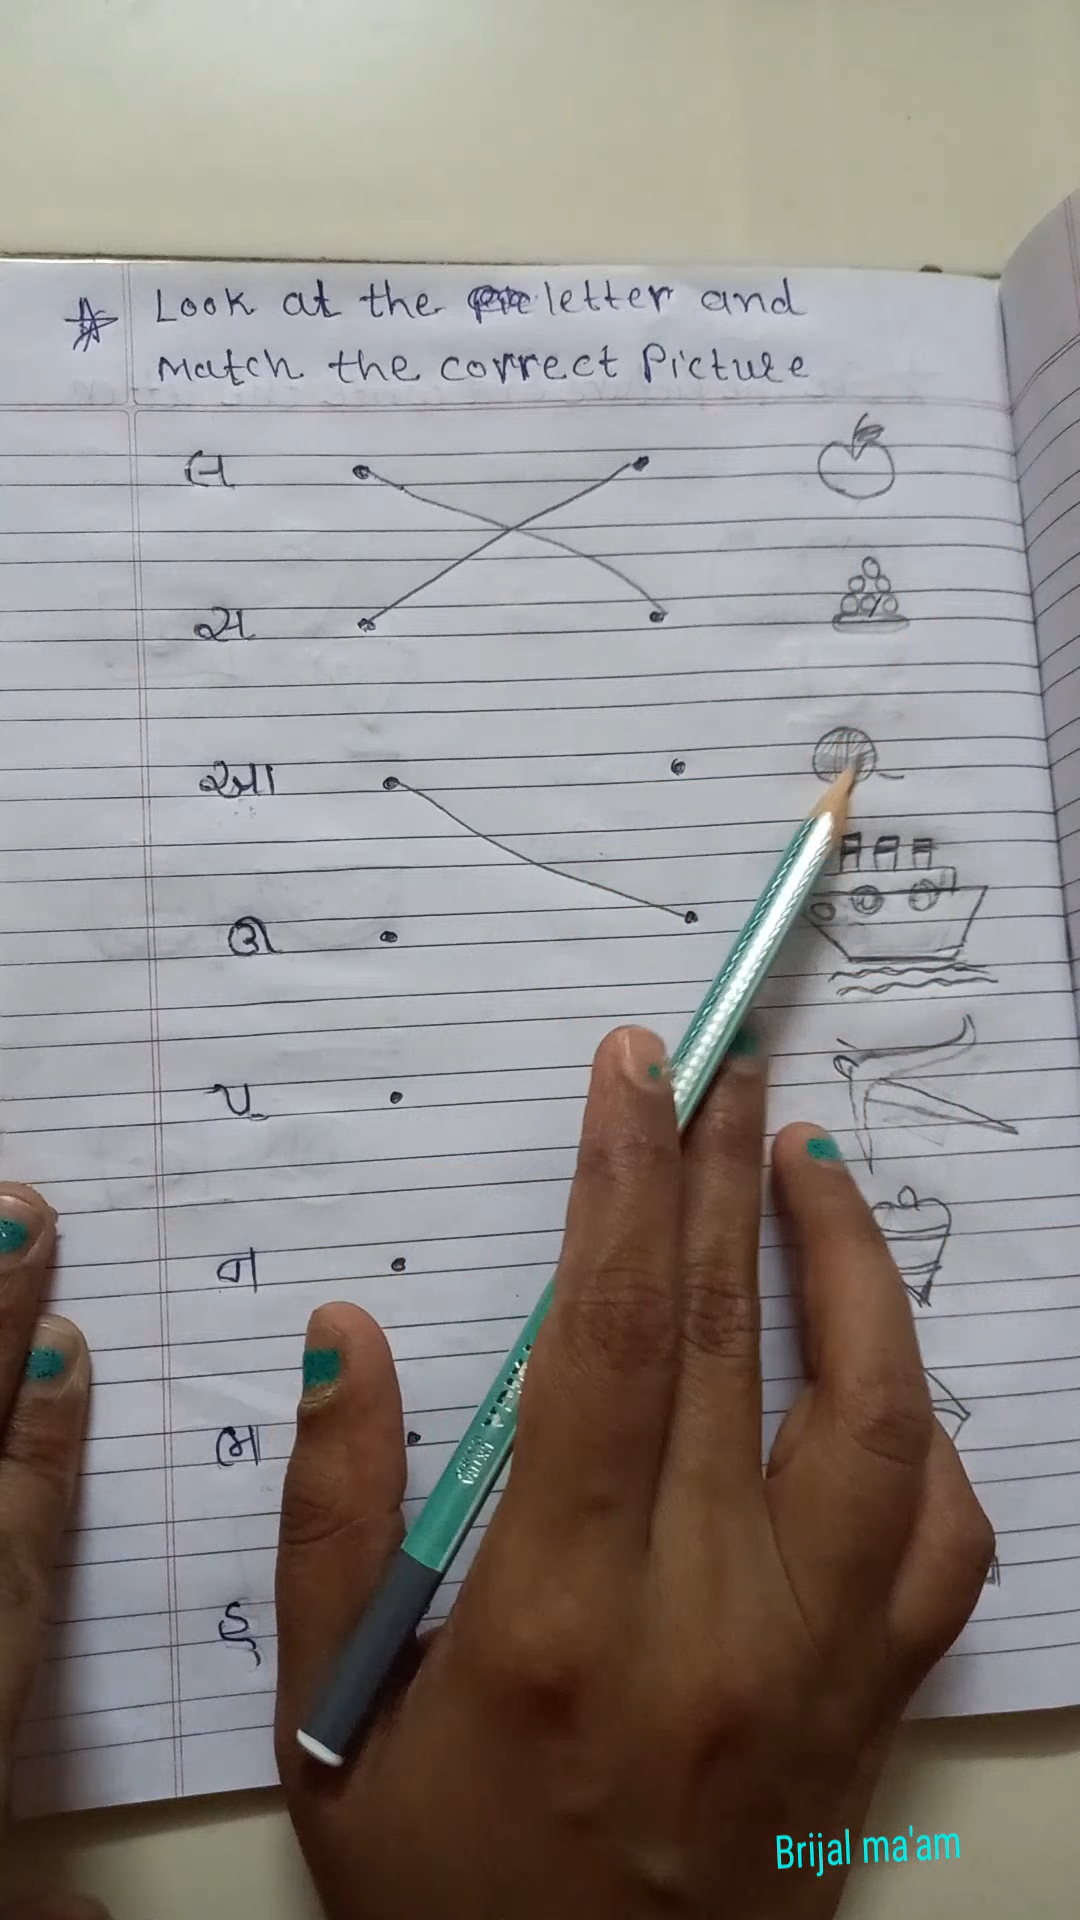 Look at the letter and
Match the correct Picture
લ
સ
આ
ઊ
પ
બ
ભ
ઈ
Brijal ma'am